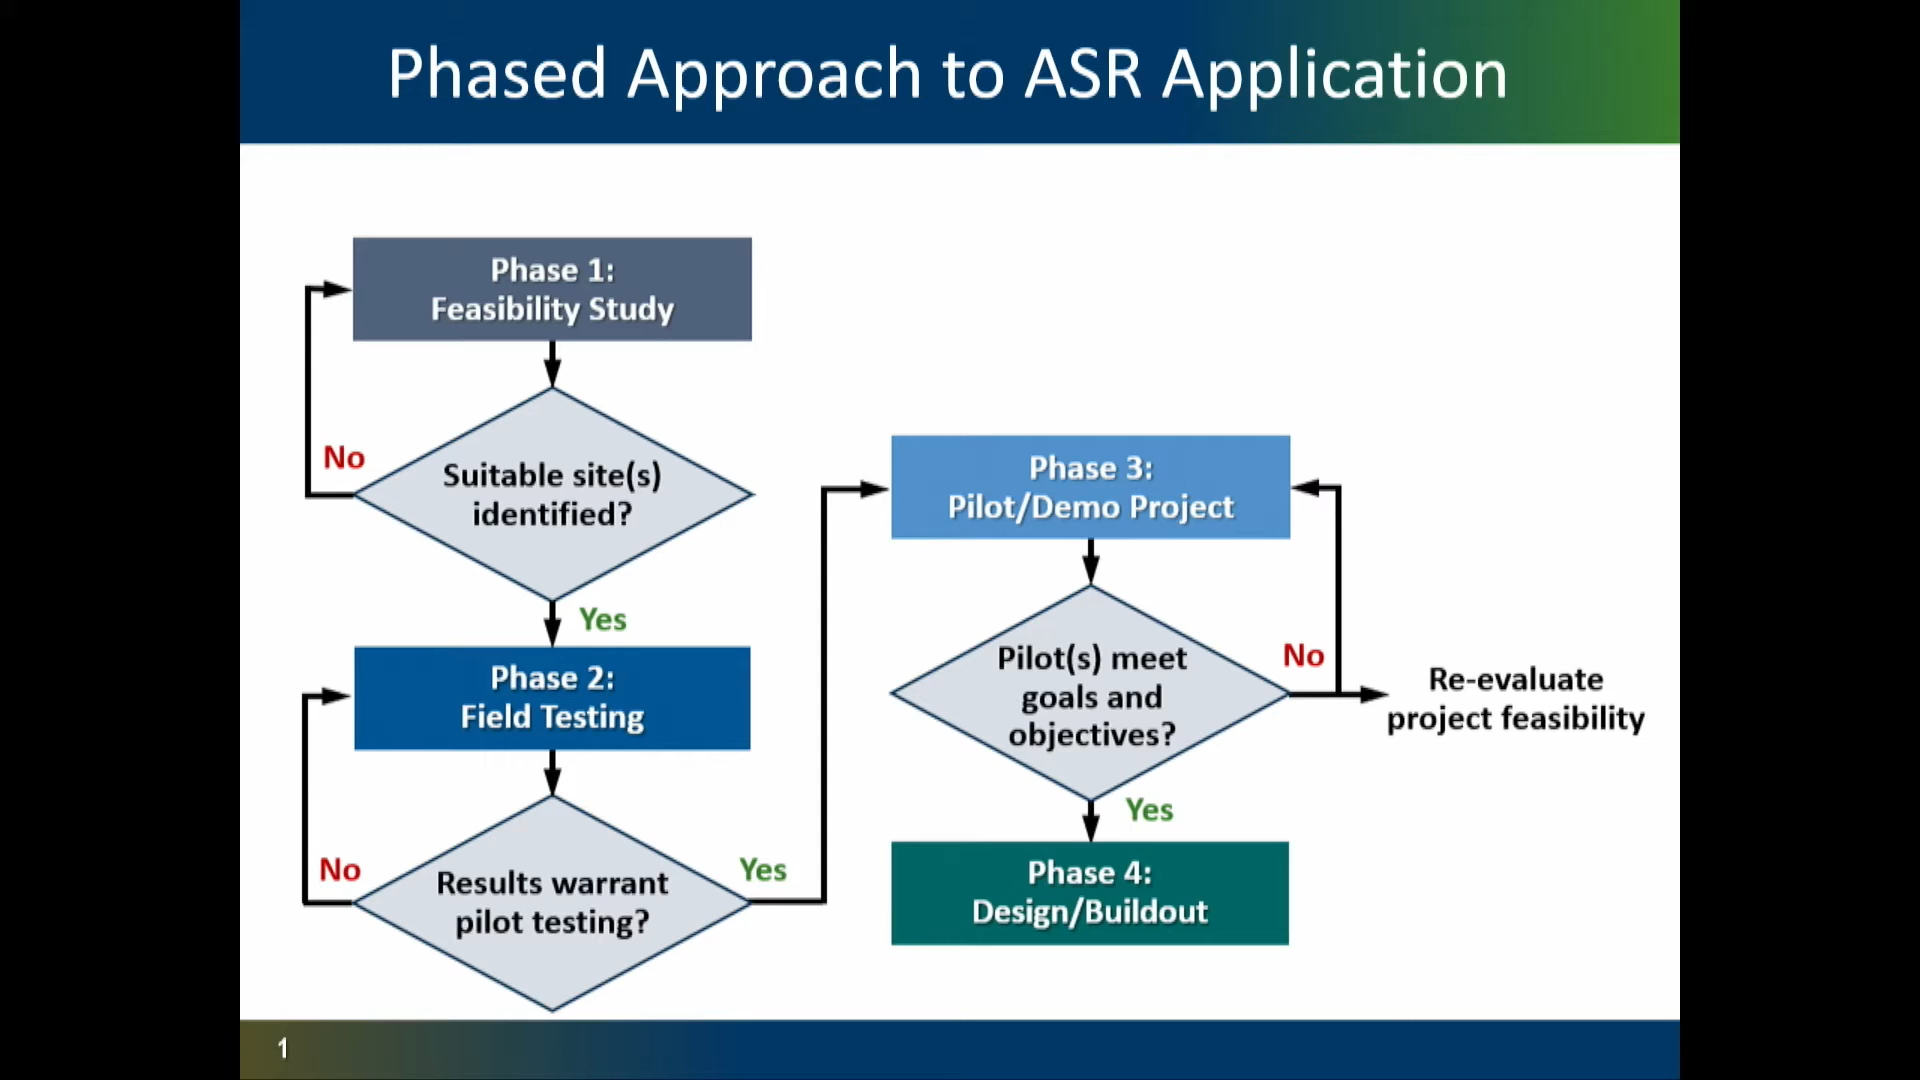 Phased Approach to ASR Application
Phase 1:
Feasibility Study
No
Suitable site(s)
identified?
Yes
Phase 2:
Field Testing
No
Results warrant
pilot testing?
Yes
Phase 3:
Pilot/Demo Project
Pilot(s) meet
goals and
objectives?
No
Re-evaluate
project feasibility
Yes
Phase 4:
Design/Buildout
1